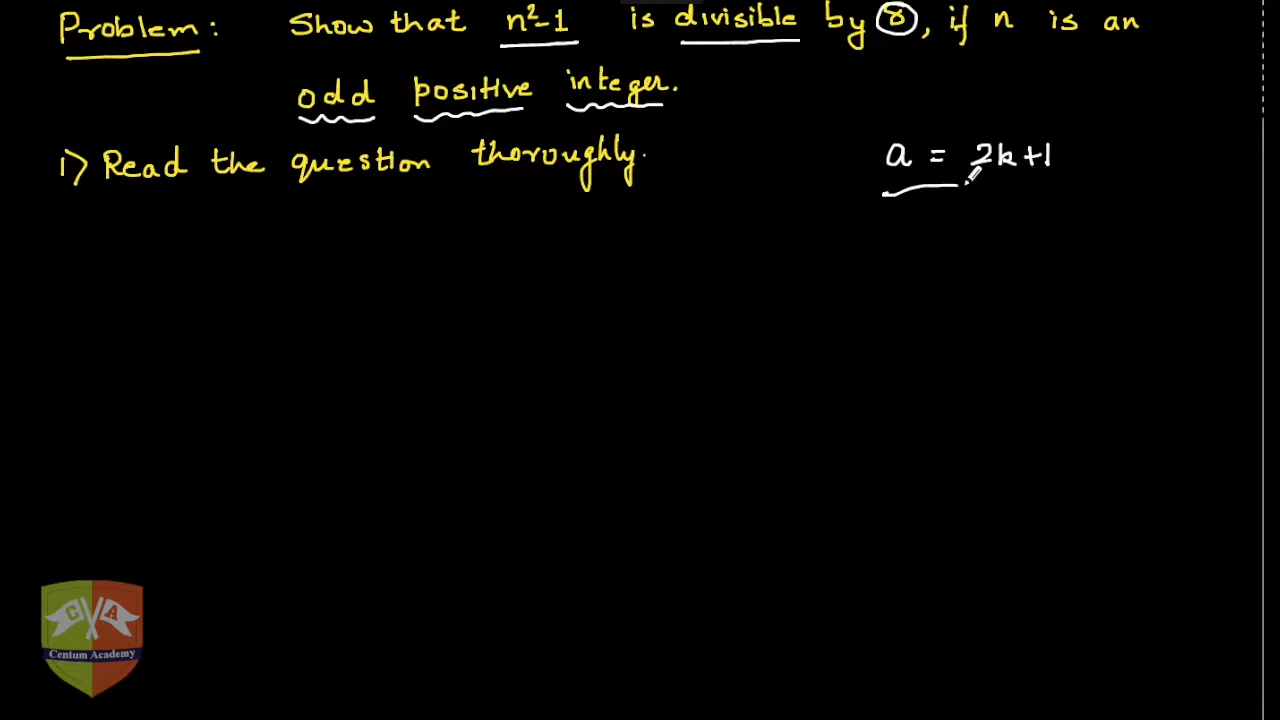 Problem: Show that n²-1 is divisible by 8, if n is an
odd positive integer.
1) Read the question thoroughly.
a = 2k+1
C A
Centum Academy